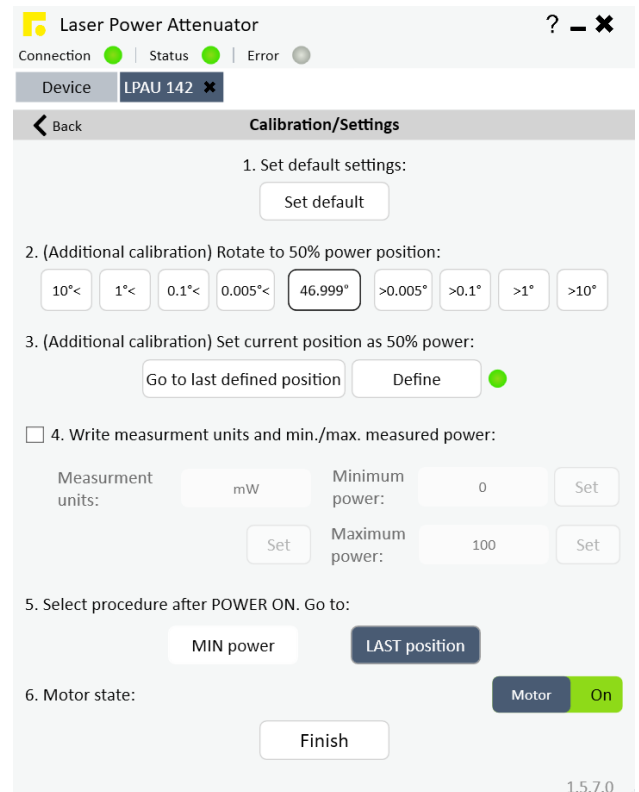 Laser Power Attenuator ?
Connection | Status | Error
Device LPAU 142
Back Calibration/Settings
1. Set default settings:
Set default
2. (Additional calibration) Rotate to 50% power position:
10°< 1°< 0.1°< 0.005°< 46.999° >0.005° >0.1° >1° >10°
3. (Additional calibration) Set current position as 50% power:
Go to last defined position Define
4. Write measurment units and min./max. measured power:
Measurment units: mW Minimum power: 0 Set
Set Maximum power: 100 Set
5. Select procedure after POWER ON. Go to:
MIN power LAST position
6. Motor state: Motor On
Finish
1.5.7.0